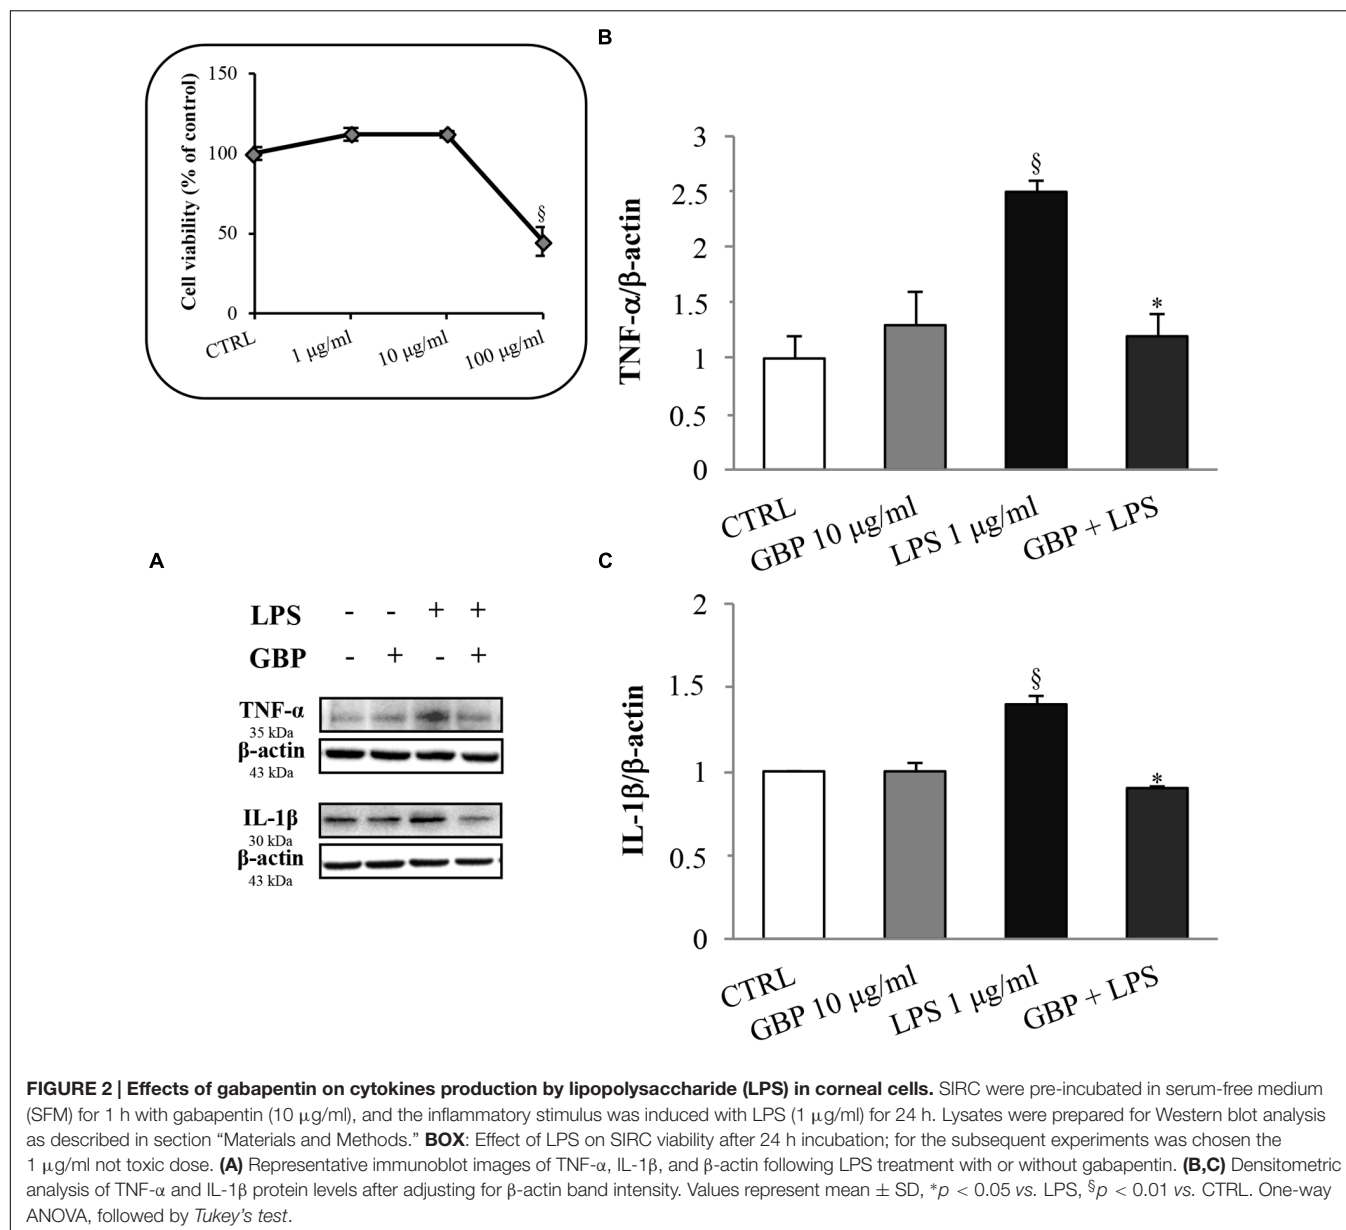 150
100
50
0
Cell viability (% of control)
§
CTRL
1 μg/ml
10 μg/ml
100 μg/ml
B
3
2.5
2
1.5
1
0.5
0
TNF-α/β-actin
§
*
CTRL
GBP 10 μg/ml
LPS 1 μg/ml
GBP + LPS
A
LPS - - + +
GBP - + - +
TNF-α
35 kDa
β-actin
43 kDa
IL-1β
30 kDa
β-actin
43 kDa
C
2
1.5
1
0.5
0
IL-1β/β-actin
§
*
CTRL
GBP 10 μg/ml
LPS 1 μg/ml
GBP + LPS
FIGURE 2 | Effects of gabapentin on cytokines production by lipopolysaccharide (LPS) in corneal cells. SIRC were pre-incubated in serum-free medium
(SFM) for 1 h with gabapentin (10 μg/ml), and the inflammatory stimulus was induced with LPS (1 μg/ml) for 24 h. Lysates were prepared for Western blot analysis
as described in section “Materials and Methods.” BOX: Effect of LPS on SIRC viability after 24 h incubation; for the subsequent experiments was chosen the
1 μg/ml not toxic dose. (A) Representative immunoblot images of TNF-α, IL-1β, and β-actin following LPS treatment with or without gabapentin. (B,C) Densitometric
analysis of TNF-α and IL-1β protein levels after adjusting for β-actin band intensity. Values represent mean ± SD, *p < 0.05 vs. LPS, §p < 0.01 vs. CTRL. One-way
ANOVA, followed by Tukey’s test.